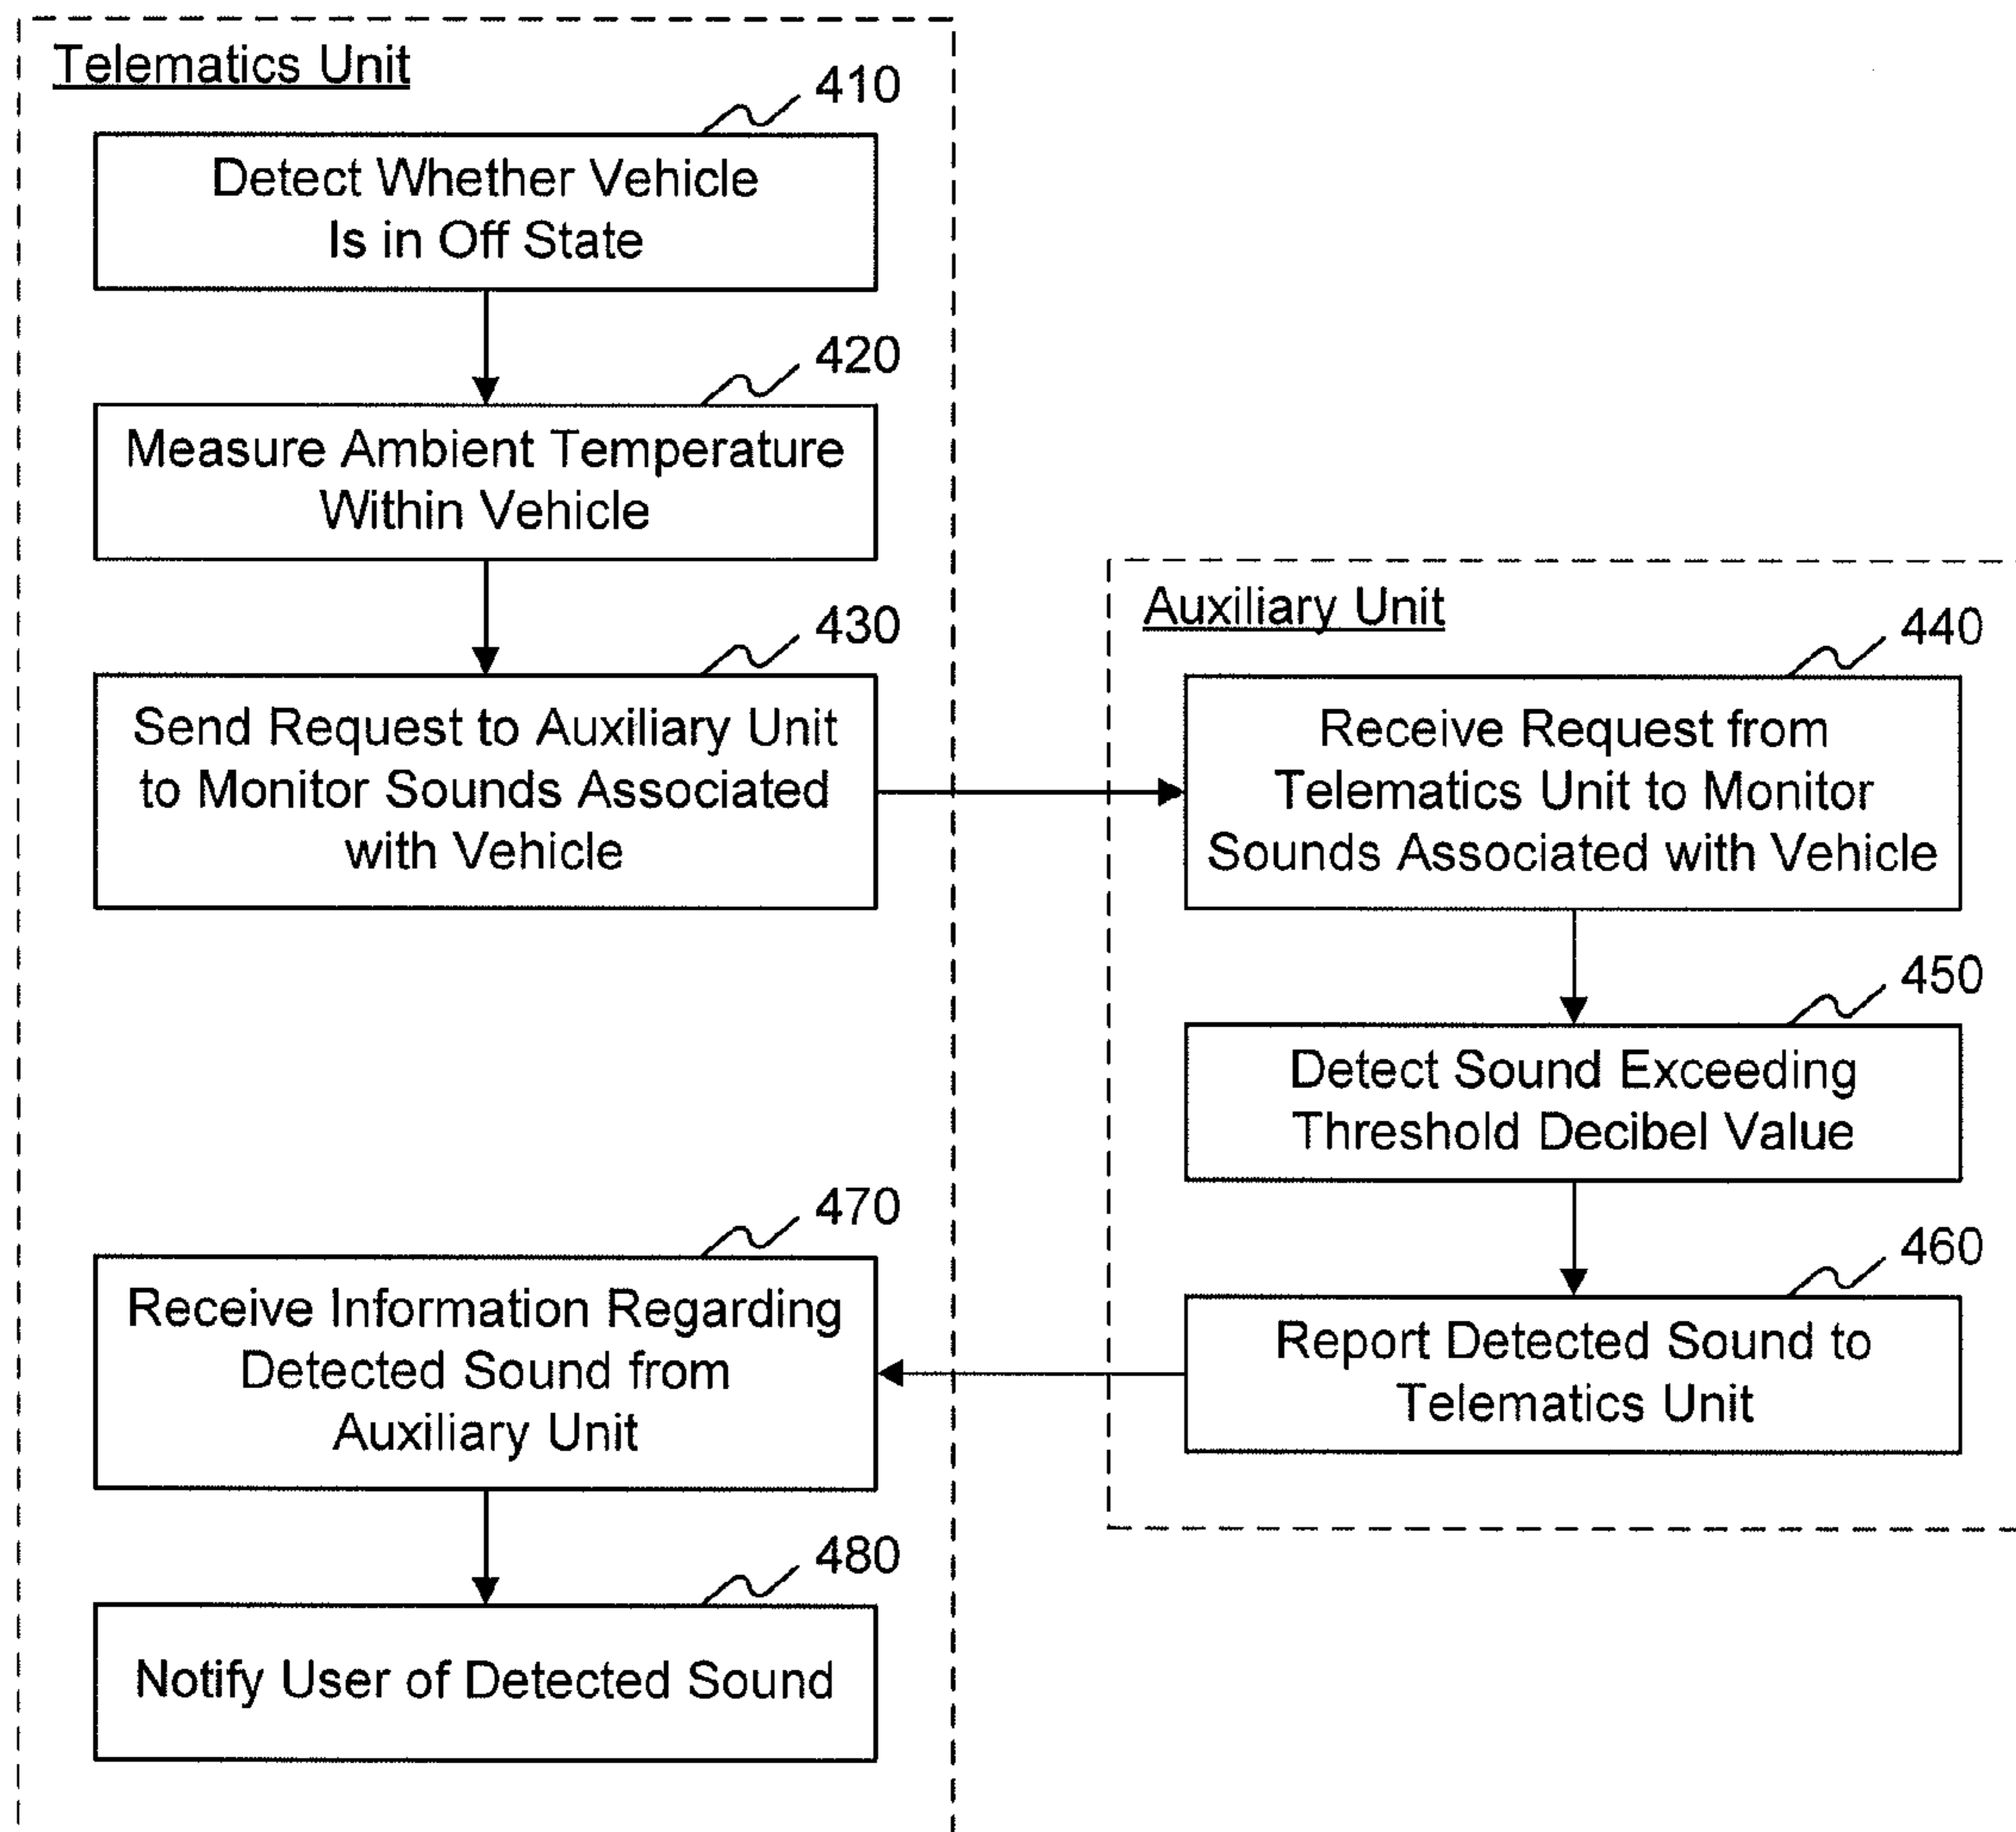 Telematics Unit
410
Detect Whether Vehicle
Is in Off State
420
Measure Ambient Temperature
Within Vehicle
430
Send Request to Auxiliary Unit
to Monitor Sounds Associated
with Vehicle
Auxiliary Unit
440
Receive Request from
Telematics Unit to Monitor
Sounds Associated with Vehicle
450
Detect Sound Exceeding
Threshold Decibel Value
460
Report Detected Sound to
Telematics Unit
470
Receive Information Regarding
Detected Sound from
Auxiliary Unit
480
Notify User of Detected Sound